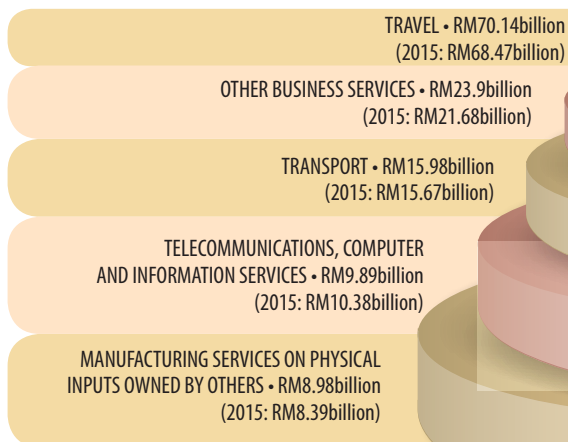 TRAVEL • RM70.14billion
(2015: RM68.47billion)
OTHER BUSINESS SERVICES • RM23.9billion
(2015: RM21.68billion)
TRANSPORT • RM15.98billion
(2015: RM15.67billion)
TELECOMMUNICATIONS, COMPUTER
AND INFORMATION SERVICES • RM9.89billion
(2015: RM10.38billion)
MANUFACTURING SERVICES ON PHYSICAL
INPUTS OWNED BY OTHERS • RM8.98billion
(2015: RM8.39billion)